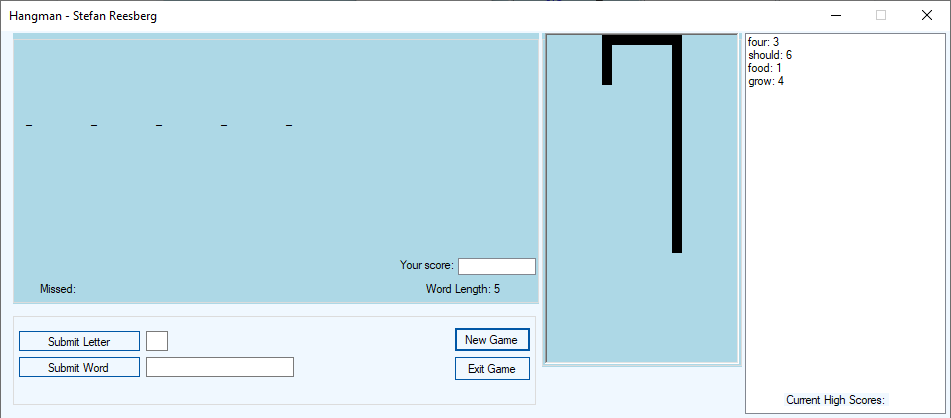 Hangman - Stefan Reesberg
_ _ _ _ _
Your score:
Missed:
Word Length: 5
Submit Letter
Submit Word
New Game
Exit Game
four: 3
should: 6
food: 1
grow: 4
Current High Scores: